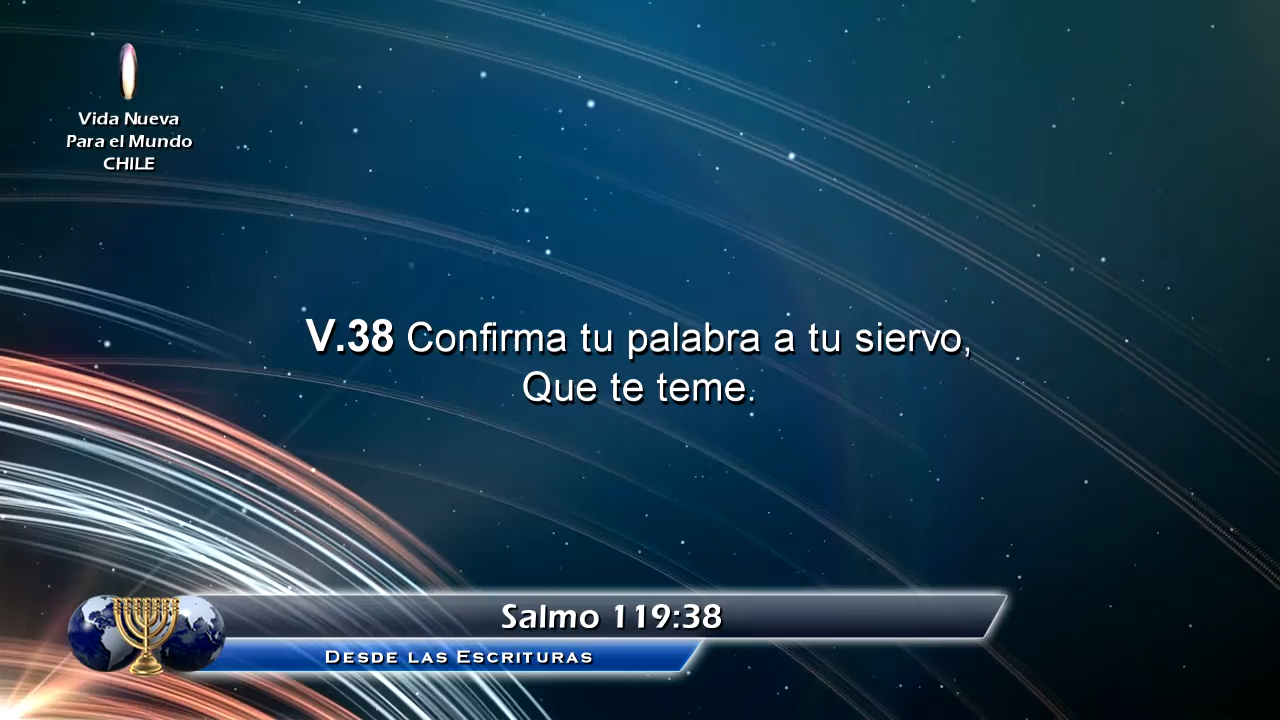 Vida Nueva
Para el Mundo
CHILE
V.38 Confirma tu palabra a tu siervo,
Que te teme.
Salmo 119:38
Desde las Escrituras